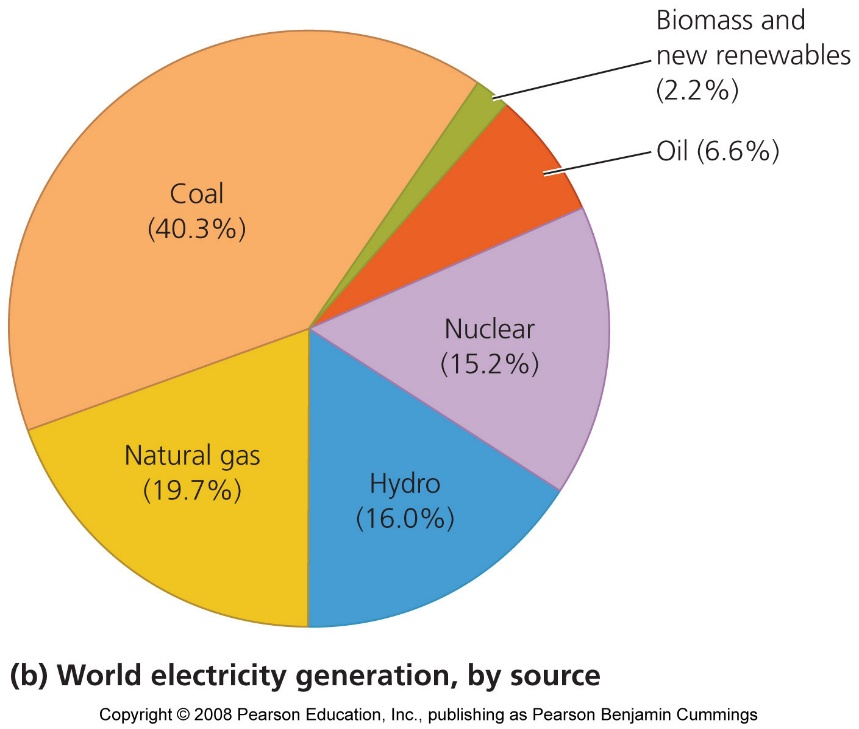 Biomass and
new renewables
(2.2%)
Oil (6.6%)
Coal
(40.3%)
Nuclear
(15.2%)
Natural gas
(19.7%)
Hydro
(16.0%)
(b) World electricity generation, by source
Copyright © 2008 Pearson Education, Inc., publishing as Pearson Benjamin Cummings